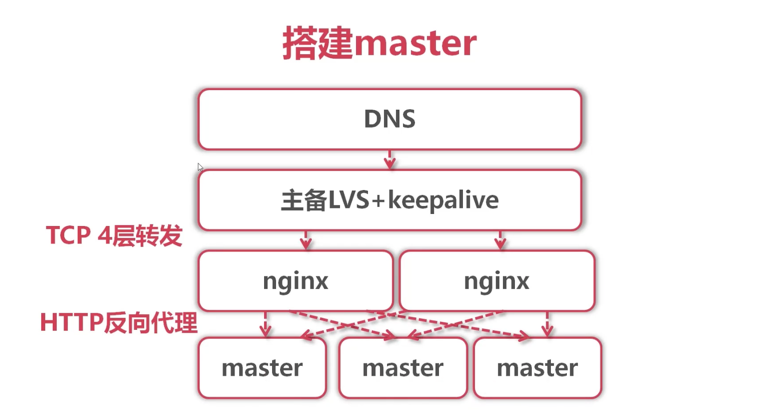 搭建master
DNS
主备LVS+keepalive
TCP 4层转发
nginx
nginx
HTTP反向代理
master
master
master